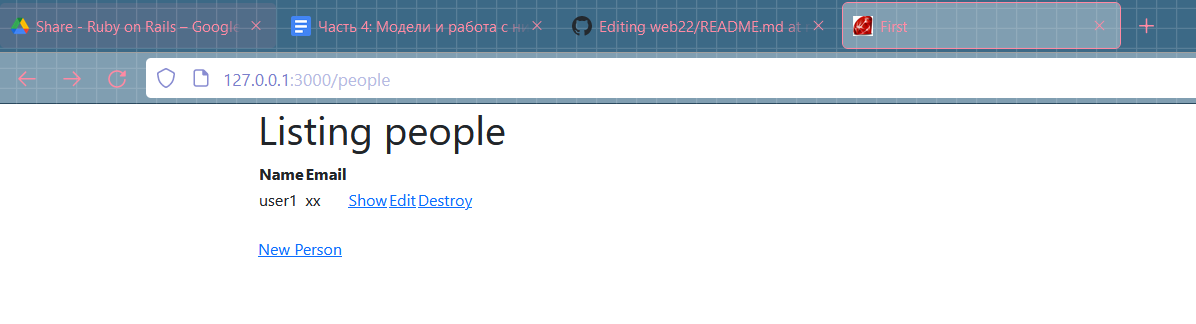 Share - Ruby on Rails – Google
Часть 4: Модели и работа с ни
Editing web22/README.md at
First
127.0.0.1:3000/people
Listing people
Name Email
user1 xx Show Edit Destroy
New Person